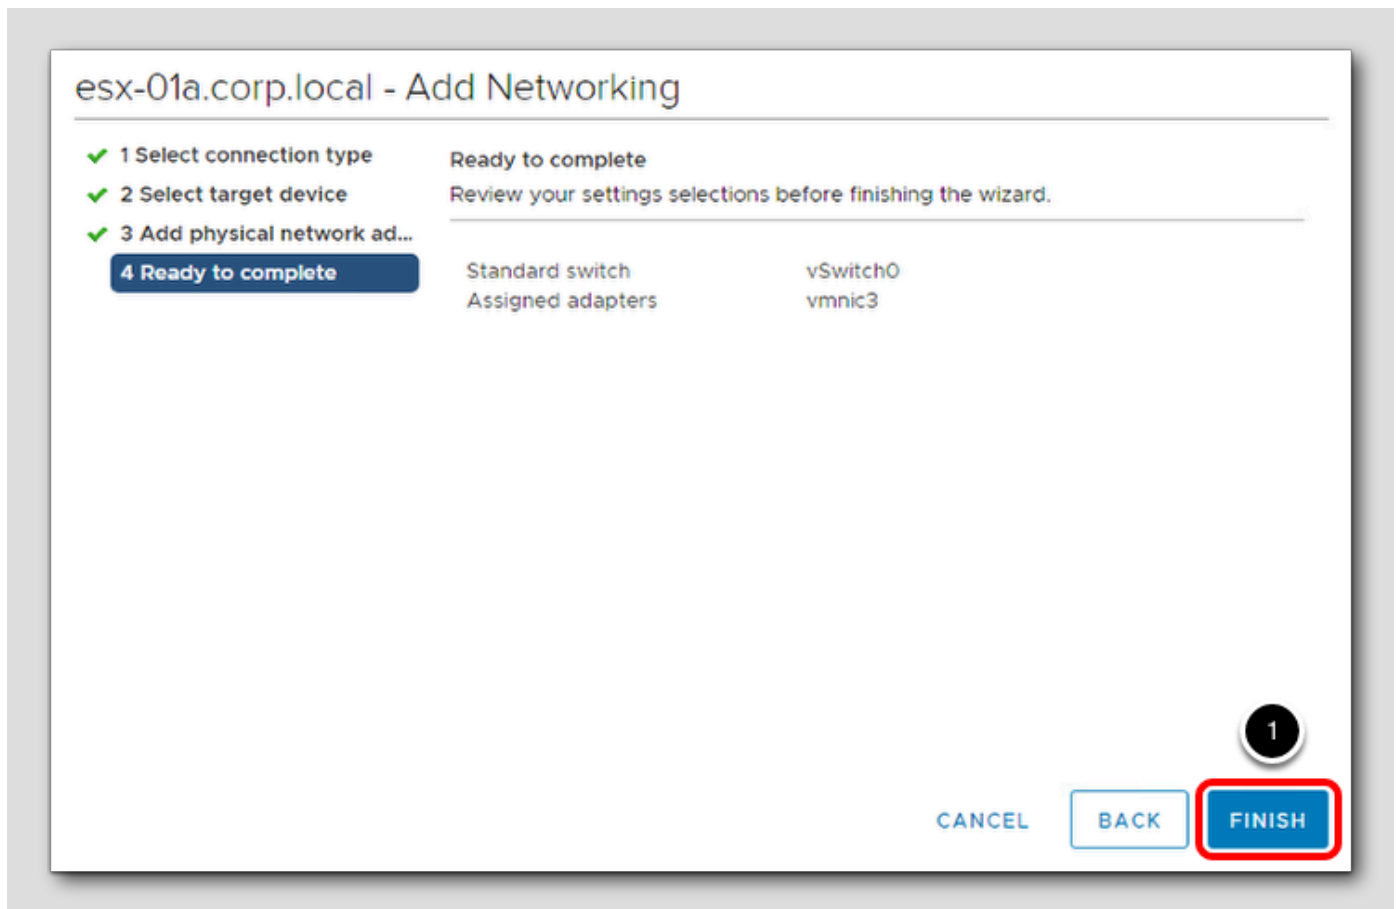 esx-01a.corp.local - Add Networking
1 Select connection type
2 Select target device
3 Add physical network ad...
4 Ready to complete
Ready to complete
Review your settings selections before finishing the wizard.
Standard switch vSwitch0
Assigned adapters vmnic3
1
CANCEL BACK FINISH